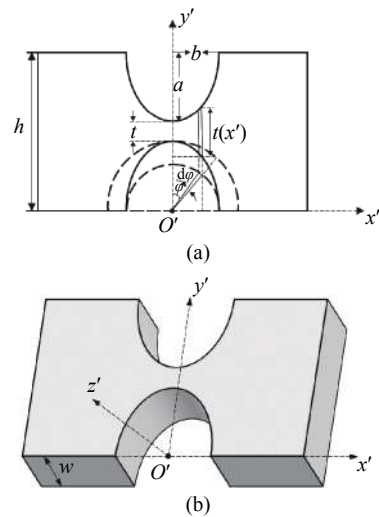 y′
b
a
h
t
t(x′)
dφ
φ
O′
x′
(a)
y′
z′
w
O′
x′
(b)